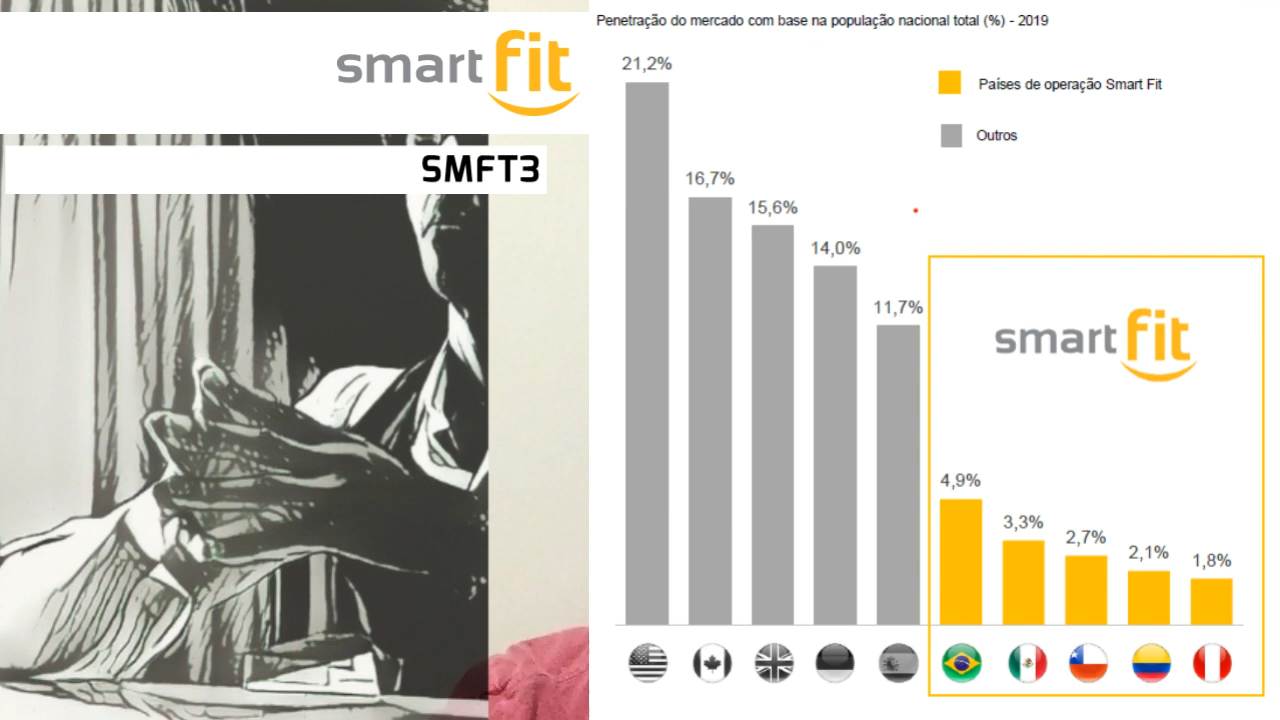 smart fit
SMFT3
Penetração do mercado com base na população nacional total (%) - 2019
Países de operação Smart Fit
Outros
21,2%
16,7%
15,6%
14,0%
11,7%
smart fit
4,9%
3,3%
2,7%
2,1%
1,8%